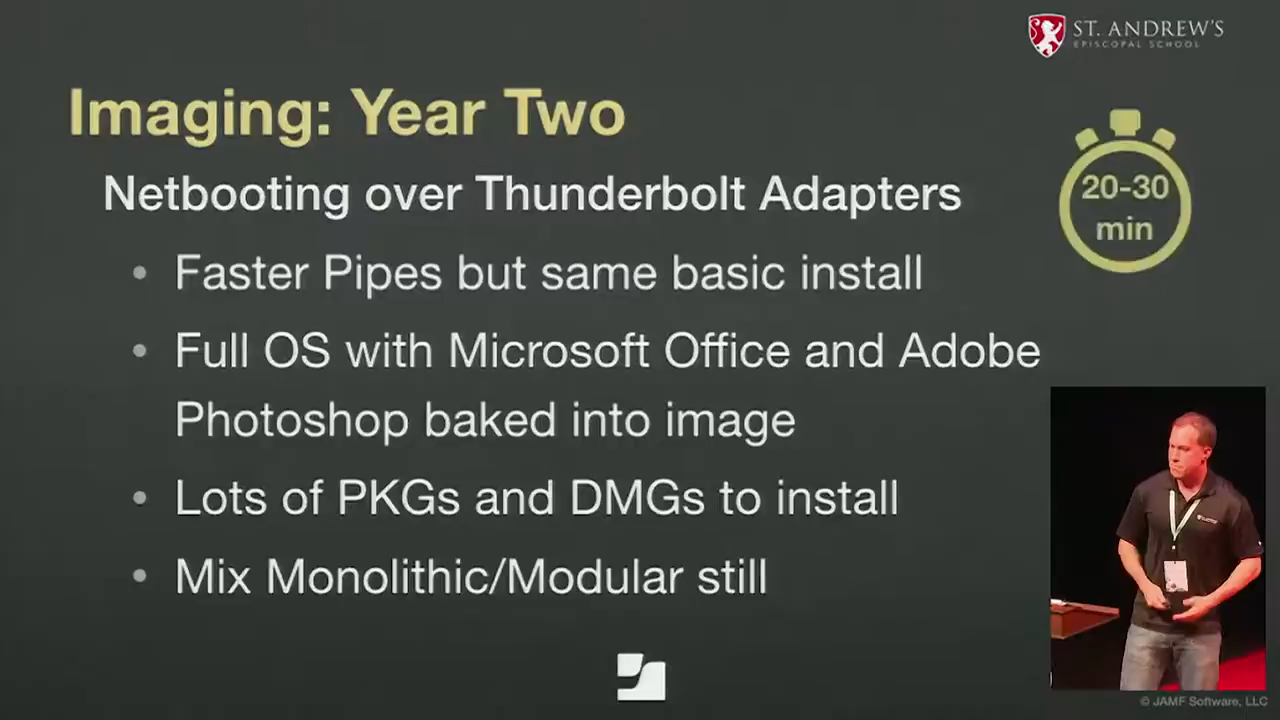 ST. ANDREW'S
EPISCOPAL SCHOOL
Imaging: Year Two
20-30
min
Netbooting over Thunderbolt Adapters
• Faster Pipes but same basic install
• Full OS with Microsoft Office and Adobe
Photoshop baked into image
• Lots of PKGs and DMGs to install
• Mix Monolithic/Modular still
© JAMF Software, LLC